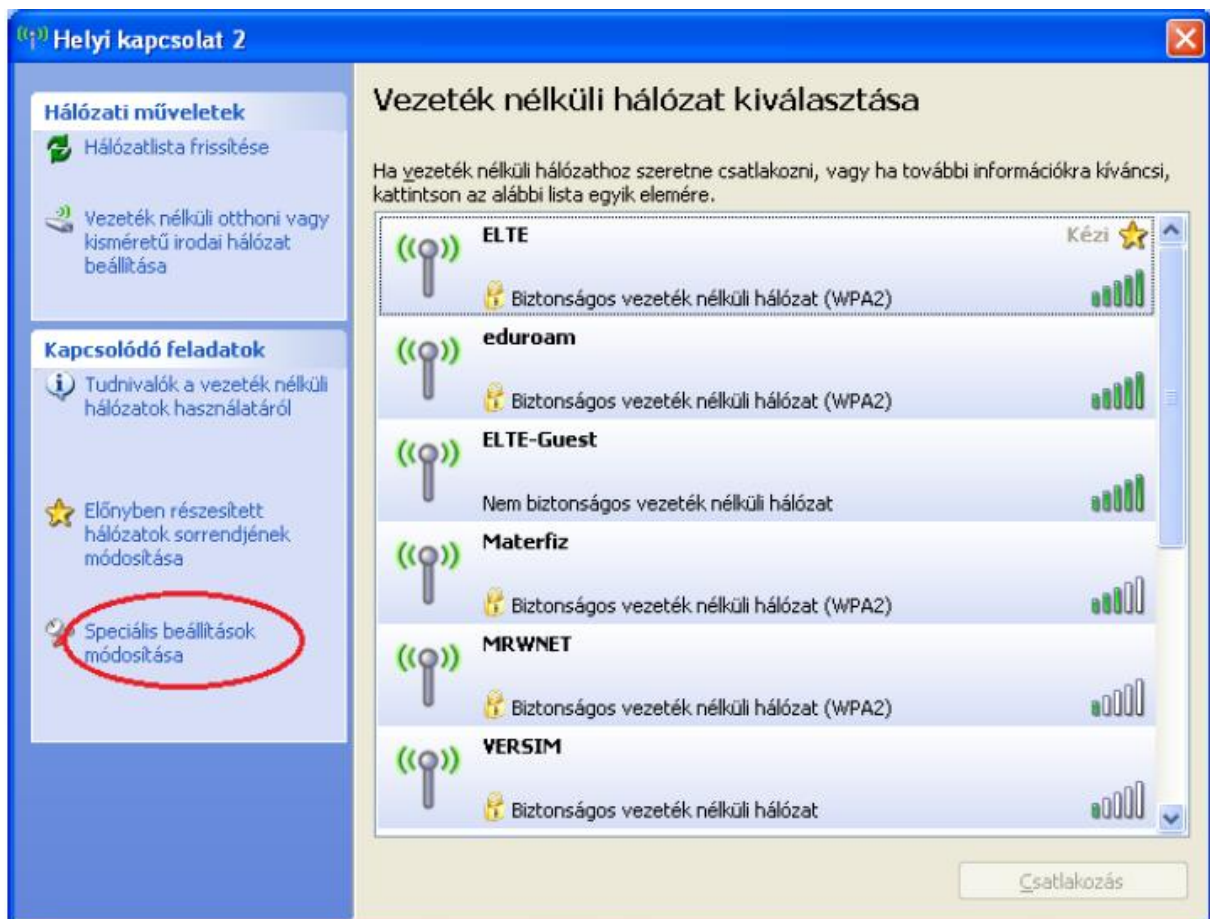 Helyi kapcsolat 2
Hálózati műveletek
Hálózatlista frissítése
Vezeték nélküli otthoni vagy
kisméretű irodai hálózat
beállítása
Kapcsolódó feladatok
Tudnivalók a vezeték nélküli
hálózatok használatáról
Előnyben részesített
hálózatok sorrendjének
módosítása
Speciális beállítások
módosítása
Vezeték nélküli hálózat kiválasztása
Ha vezeték nélküli hálózathoz szeretne csatlakozni, vagy ha további információkra kíváncsi,
kattintson az alábbi lista egyik elemére.
ELTE
Kézi
Biztonságos vezeték nélküli hálózat (WPA2)
eduroam
Biztonságos vezeték nélküli hálózat (WPA2)
ELTE-Guest
Nem biztonságos vezeték nélküli hálózat
Materfiz
Biztonságos vezeték nélküli hálózat (WPA2)
MRWNET
Biztonságos vezeték nélküli hálózat (WPA2)
VERSIM
Biztonságos vezeték nélküli hálózat
Csatlakozás